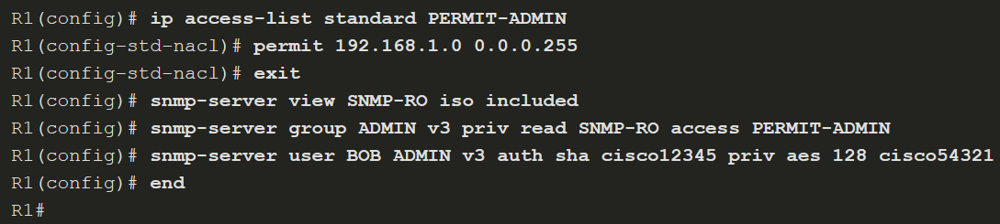 R1(config)# ip access-list standard PERMIT-ADMIN
R1(config-std-nacl)# permit 192.168.1.0 0.0.0.255
R1(config-std-nacl)# exit
R1(config)# snmp-server view SNMP-RO iso included
R1(config)# snmp-server group ADMIN v3 priv read SNMP-RO access PERMIT-ADMIN
R1(config)# snmp-server user BOB ADMIN v3 auth sha cisco12345 priv aes 128 cisco54321
R1(config)# end
R1#